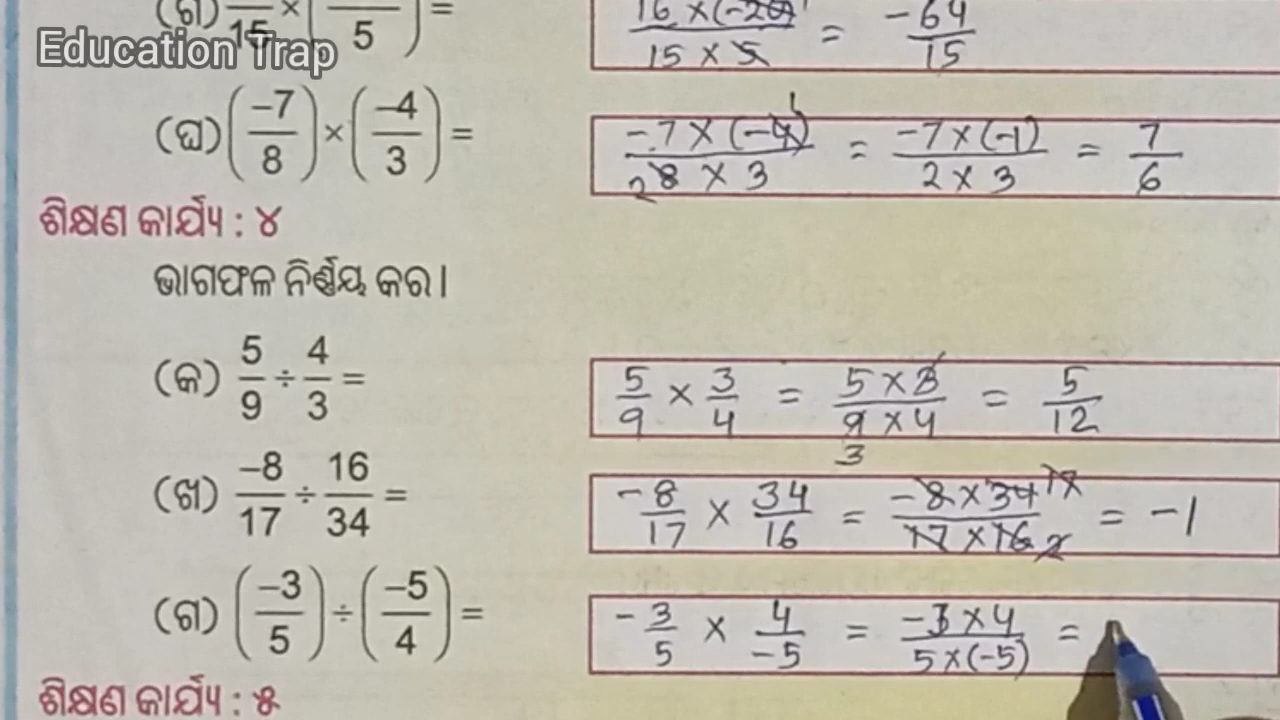 (ଗ) 15 × ( 5 ) = 16 × (-20) / 15 × 5 = -64/15
Education Trap
(ଘ) (-7/8) × (-4/3) = -7 × (-4) / 8 × 3 = -7 × (-1) / 2 × 3 = 7/6
ଶିକ୍ଷଣ କାର୍ଯ୍ୟ : ୪
ଭାଗଫଳ ନିର୍ଣ୍ଣୟ କର।
(କ) 5/9 ÷ 4/3 = 5/9 × 3/4 = 5 × 3 / 9 × 4 = 5/12
3
(ଖ) -8/17 ÷ 16/34 = -8/17 × 34/16 = -8 × 34 / 17 × 16 = -1
(ଗ) (-3/5) ÷ (-5/4) = -3/5 × 4/-5 = -3 × 4 / 5 × (-5) =
ଶିକ୍ଷଣ କାର୍ଯ୍ୟ : ୫